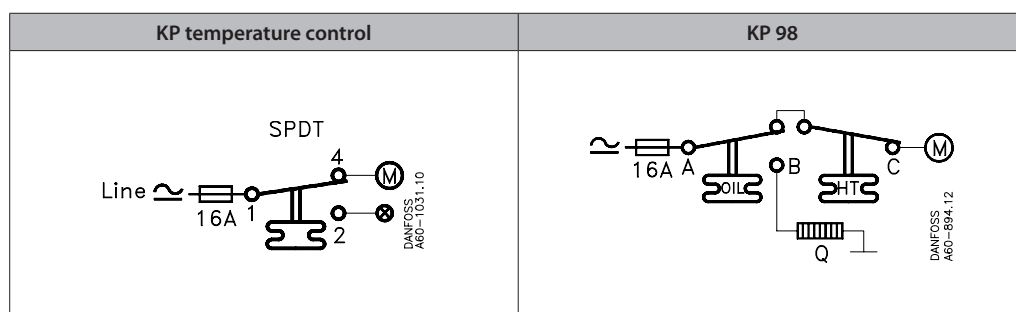 KP temperature control
KP 98
SPDT
4
M
Line
16A
1
2
DANFOSS
A60-1031.10
16A
A
B
C
M
OIL
HT
Q
DANFOSS
A60-894.12